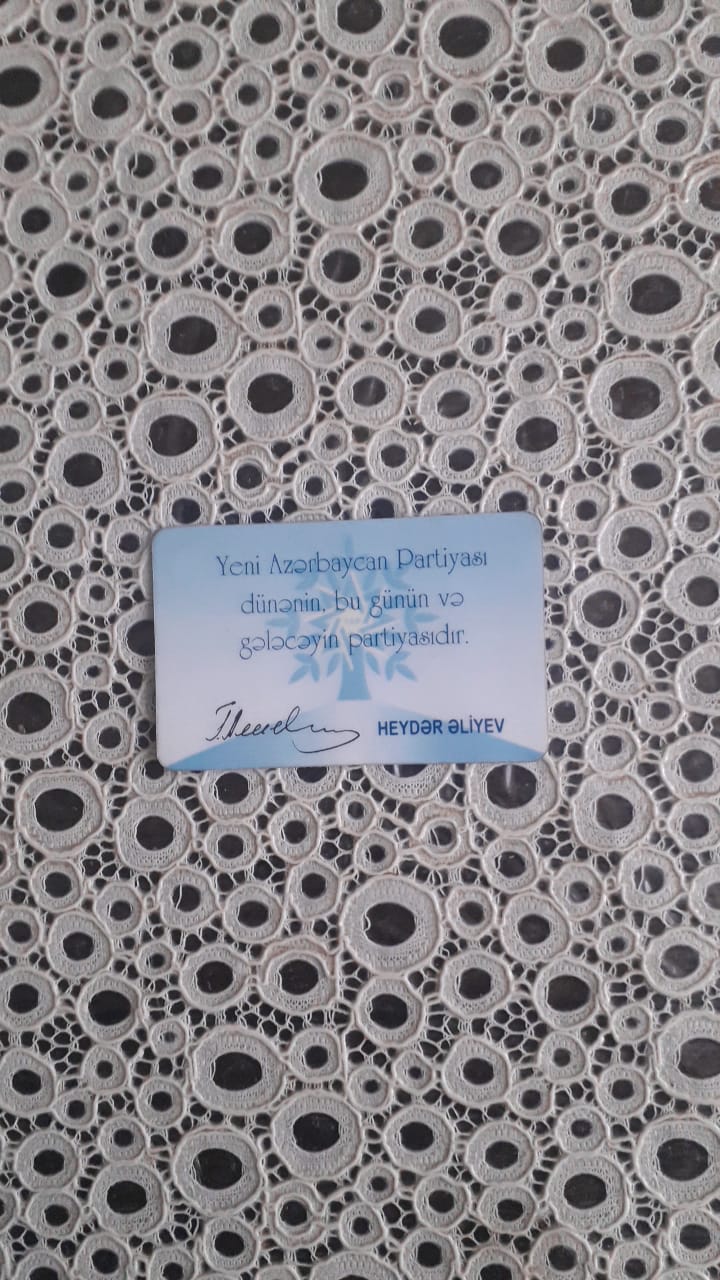 Yeni Azərbaycan Partiyası
dünənin, bu günün və
gələcəyin partiyasıdır.
HEYDƏR ƏLİYEV